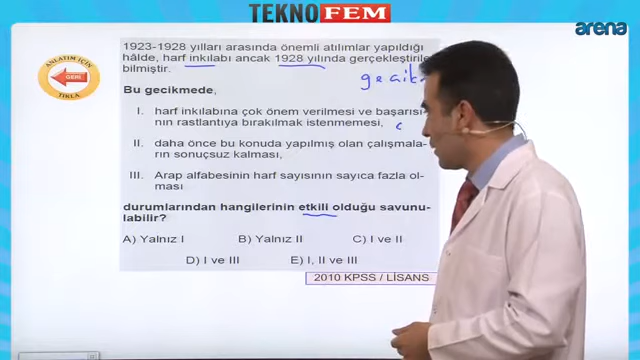 TEKNOFEM
arena
ANLATIM İÇİN
GERİ
TIKLA.
1923-1928 yılları arasında önemli atılımlar yapıldığı
hâlde, harf inkılabı ancak 1928 yılında gerçekleştirile
bilmiştir.
Bu gecikmede,
I. harf inkılabına çok önem verilmesi ve başarısı-
nın rastlantıya bırakılmak istenmemesi,
II. daha önce bu konuda yapılmış olan çalışmala-
rın sonuçsuz kalması,
III. Arap alfabesinin harf sayısının sayıca fazla ol-
ması
durumlarından hangilerinin etkili olduğu savunu-
labilir?
A) Yalnız I B) Yalnız II C) I ve II
D) I ve III E) I, II ve III
2010 KPSS / LİSANS